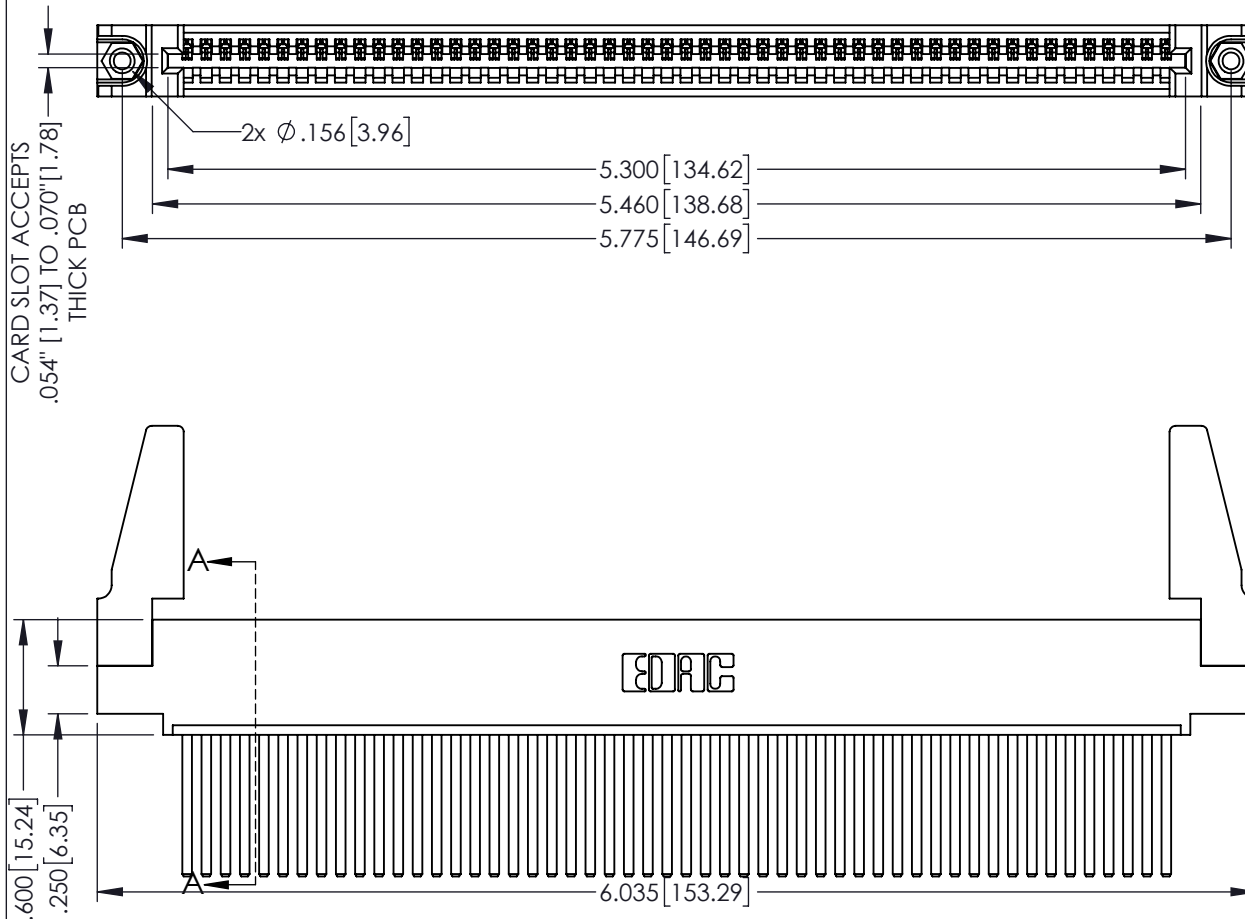 2x Ø.156[3.96]
5.300[134.62]
5.460[138.68]
5.775[146.69]
CARD SLOT ACCEPTS
.054" [1.37] TO .070"[1.78]
THICK PCB
A
EDAC
.600[15.24]
.250[6.35]
A
6.035[153.29]